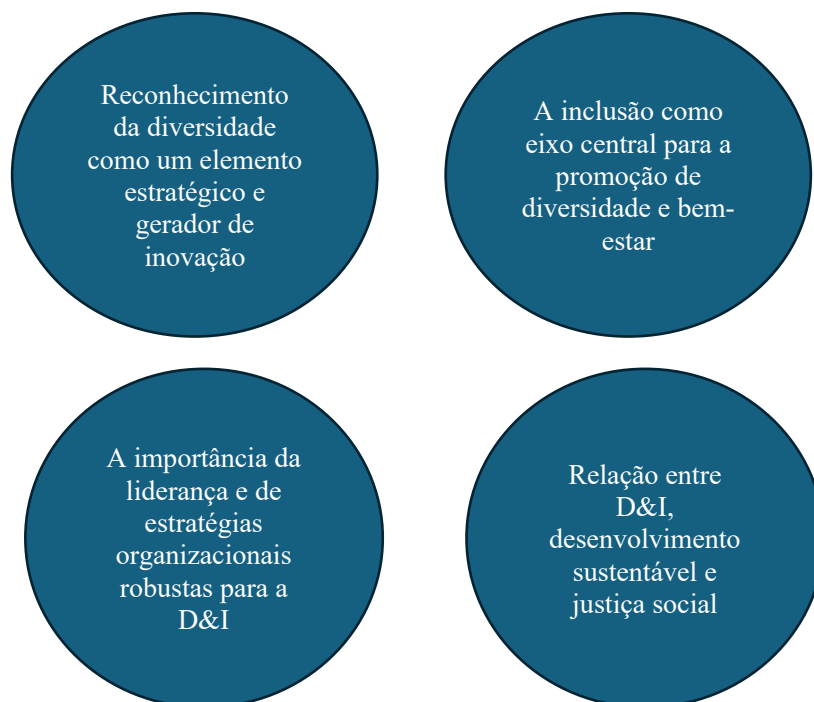 Reconhecimento
da diversidade
como um elemento
estratégico e
gerador de
inovação
A inclusão como
eixo central para a
promoção de
diversidade e bem-
estar
A importância da
liderança e de
estratégias
organizacionais
robustas para a
D&I
Relação entre
D&I,
desenvolvimento
sustentável e
justiça social